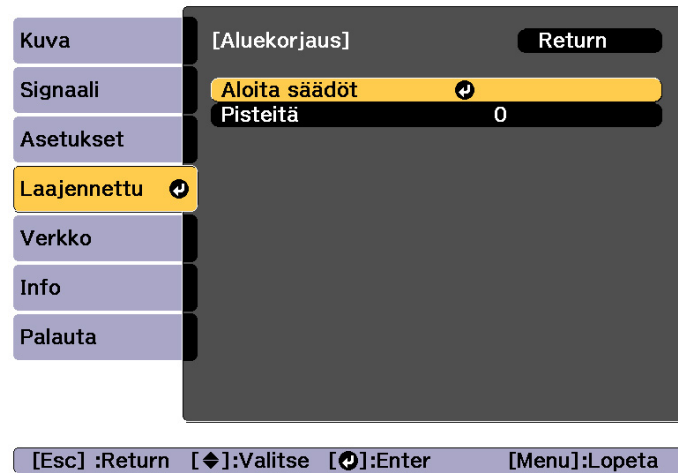 Kuva
Signaali
Asetukset
Laajennettu
Verkko
Info
Palauta
[Aluekorjaus] Return
Aloita säädöt
Pisteitä 0
[Esc] :Return [◆]:Valitse [⏎]:Enter [Menu]:Lopeta